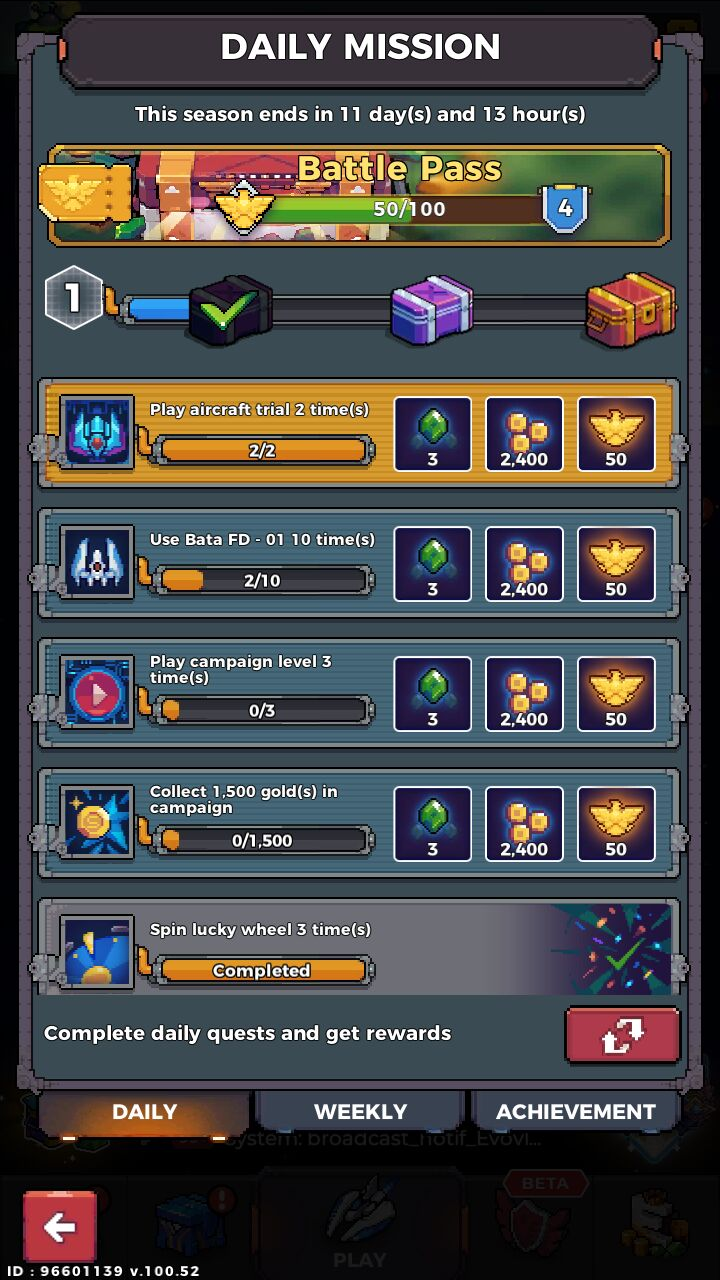 DAILY MISSION
This season ends in 11 day(s) and 13 hour(s)
Battle Pass
50/100
4
1
Play aircraft trial 2 time(s)
2/2
3
2,400
50
Use Bata FD - 01 10 time(s)
2/10
3
2,400
50
Play campaign level 3
time(s)
0/3
3
2,400
50
Collect 1,500 gold(s) in
campaign
0/1,500
3
2,400
50
Spin lucky wheel 3 time(s)
Completed
Complete daily quests and get rewards
DAILY
WEEKLY
ACHIEVEMENT
system: broadcast_notif_Evovl...
BETA
PLAY
ID : 96601139 v.100.52